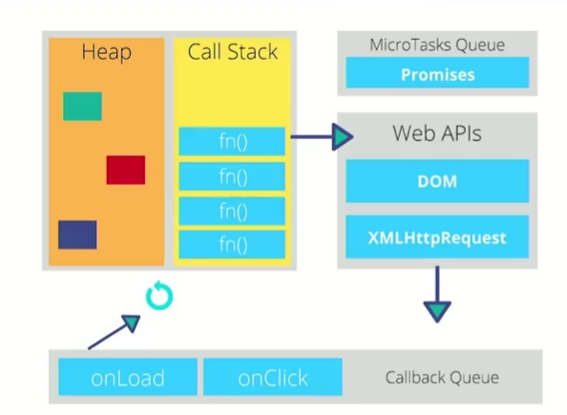 Heap
Call Stack
fn()
fn()
fn()
fn()
MicroTasks Queue
Promises
Web APIs
DOM
XMLHttpRequest
onLoad
onClick
Callback Queue